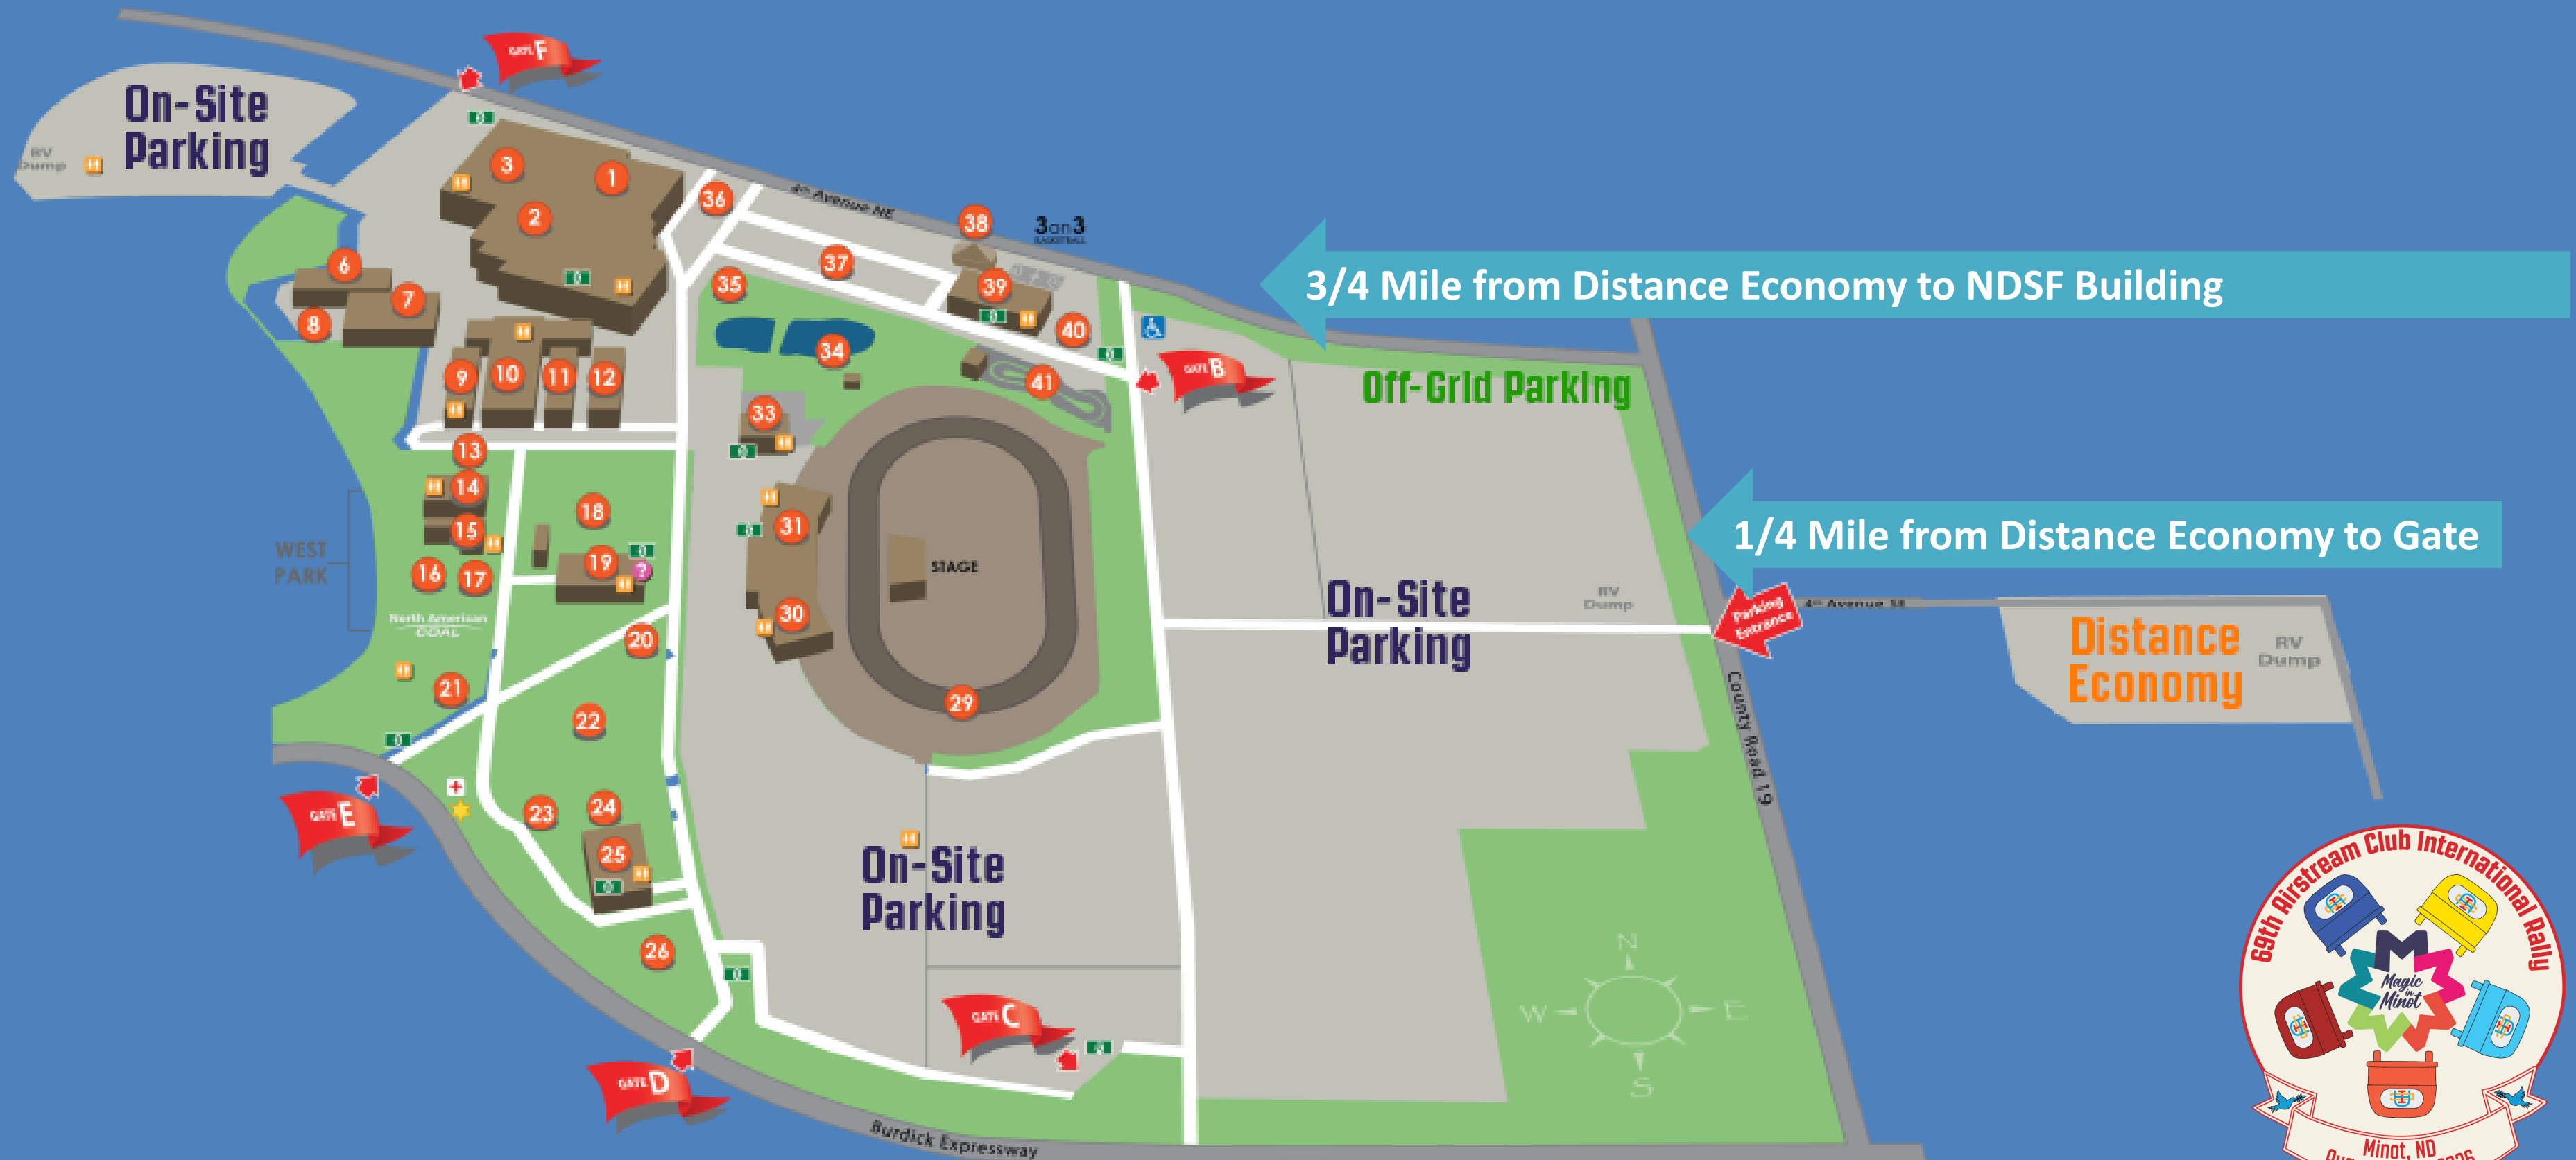 GATE F
On-Site
Parking
RV
Dump
3
1
2
36
4th Avenue NE
38
3on3
BASKETBALL
3/4 Mile from Distance Economy to NDSF Building
6
37
35
39
7
8
40
34
GATE B
Off-Grid Parking
9
10
11
12
41
33
13
14
18
31
15
1/4 Mile from Distance Economy to Gate
WEST
PARK
19
?
16
17
STAGE
On-Site
Parking
RV
Dump
Parking
Entrance
4th Avenue SE
North American
COAL
30
20
Distance
Economy
RV
Dump
21
29
22
County Road 19
GATE E
23
24
25
On-Site
Parking
26
GATE C
N
W
E
S
GATE D
Burdick Expressway
69th Airstream Club International Rally
Magic
in
Minot
Minot, ND